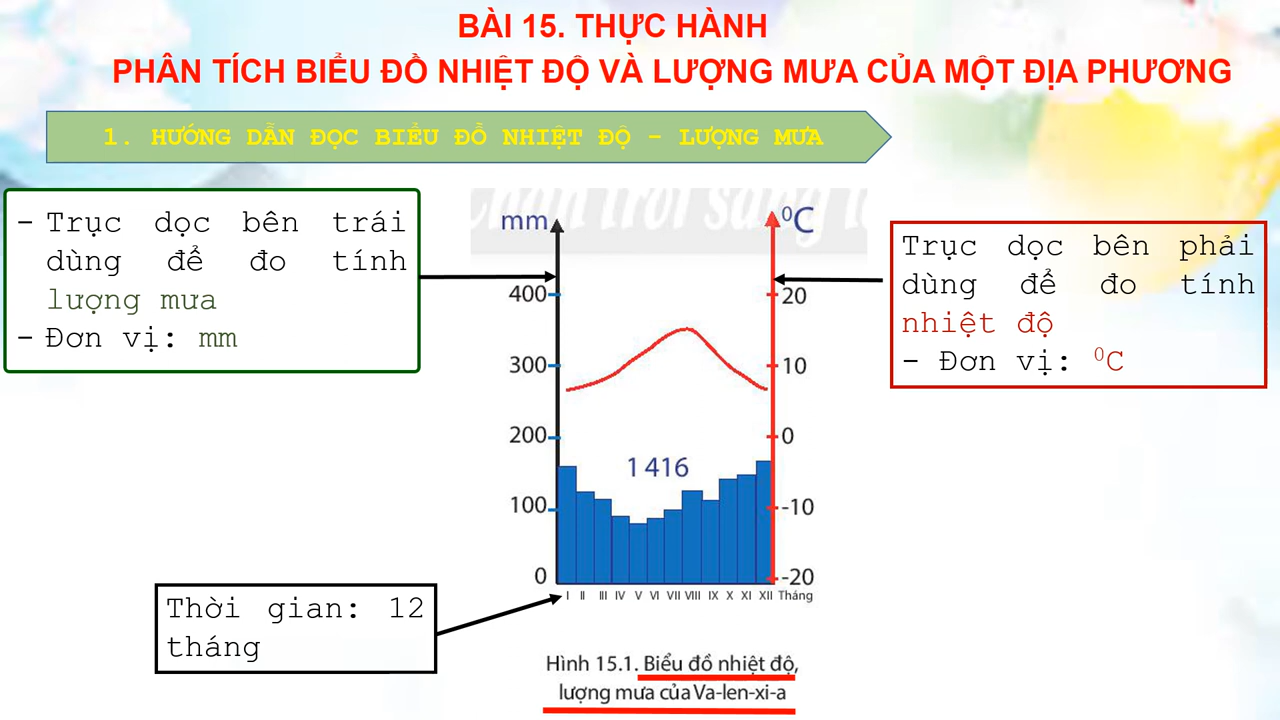 BÀI 15. THỰC HÀNH
PHÂN TÍCH BIỂU ĐỒ NHIỆT ĐỘ VÀ LƯỢNG MƯA CỦA MỘT ĐỊA PHƯƠNG
1. HƯỚNG DẪN ĐỌC BIỂU ĐỒ NHIỆT ĐỘ - LƯỢNG MƯA
- Trục dọc bên trái
dùng để đo tính
lượng mưa
- Đơn vị: mm
Trục dọc bên phải
dùng để đo tính
nhiệt độ
- Đơn vị: ⁰C
mm
⁰C
400
20
300
10
200
0
1 416
100
-10
0
-20
I II III IV V VI VII VIII IX X XI XII Tháng
Thời gian: 12
tháng
Hình 15.1. Biểu đồ nhiệt độ,
lượng mưa của Va-len-xi-a